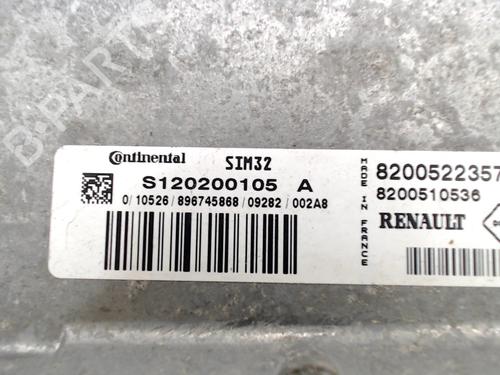 Continental SIM32
S120200105 A
0/10526/896745868/09282/002A8
MADE IN FRANCE
8200522357
8200510536
RENAULT
B-PARTS